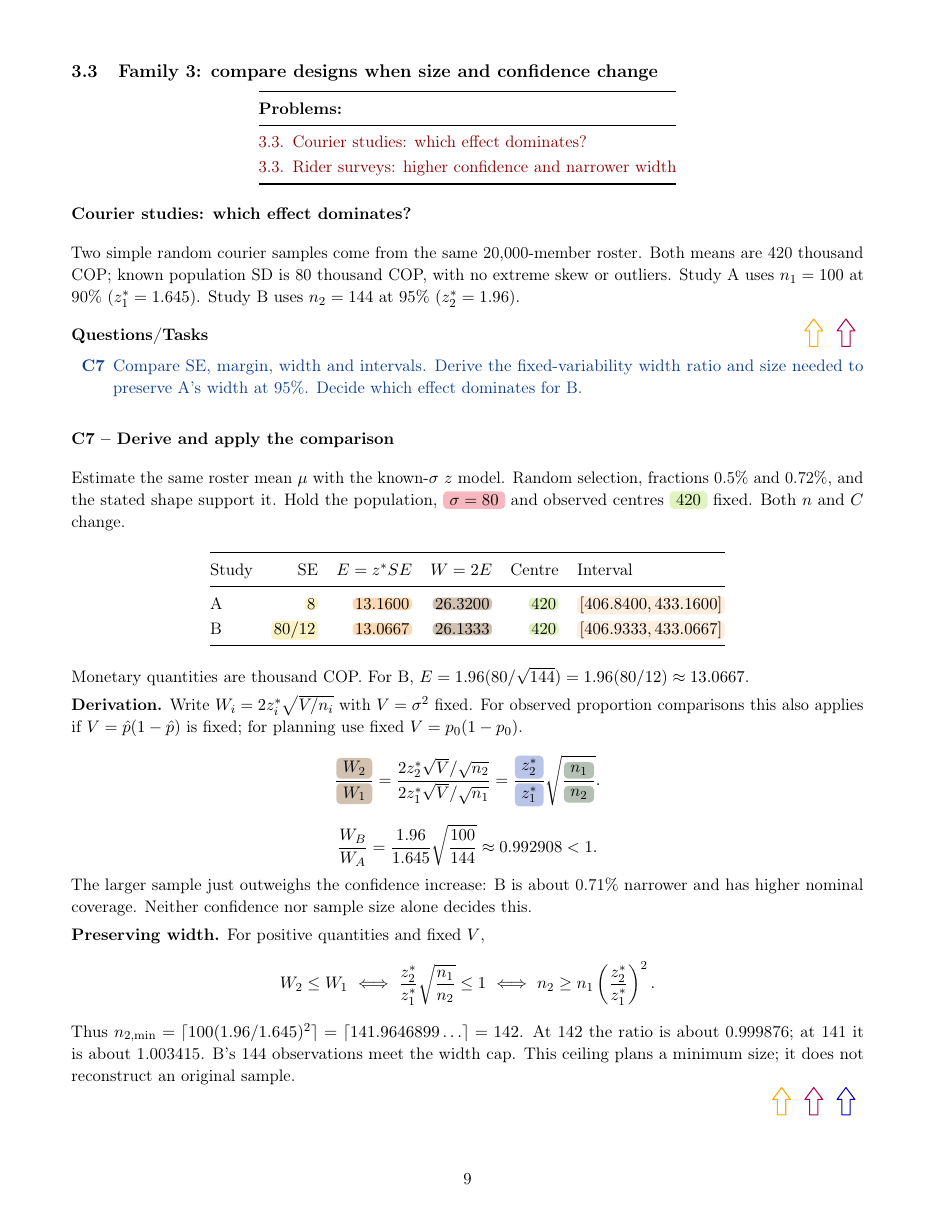 3.3 Family 3: compare designs when size and confidence change
Problems:
3.3. Courier studies: which effect dominates?
3.3. Rider surveys: higher confidence and narrower width
Courier studies: which effect dominates?
Two simple random courier samples come from the same 20,000-member roster. Both means are 420 thousand
COP; known population SD is 80 thousand COP, with no extreme skew or outliers. Study A uses n₁ = 100 at
90% (z₁* = 1.645). Study B uses n₂ = 144 at 95% (z₂* = 1.96).
Questions/Tasks
C7 Compare SE, margin, width and intervals. Derive the fixed-variability width ratio and size needed to
preserve A's width at 95%. Decide which effect dominates for B.
C7 – Derive and apply the comparison
Estimate the same roster mean μ with the known-σ z model. Random selection, fractions 0.5% and 0.72%, and
the stated shape support it. Hold the population, σ = 80 and observed centres 420 fixed. Both n and C
change.
Study SE E = z*SE W = 2E Centre Interval
A 8 13.1600 26.3200 420 [406.8400, 433.1600]
B 80/12 13.0667 26.1333 420 [406.9333, 433.0667]
Monetary quantities are thousand COP. For B, E = 1.96(80/√144) = 1.96(80/12) ≈ 13.0667.
Derivation. Write Wᵢ = 2zᵢ*√(V/nᵢ) with V = σ² fixed. For observed proportion comparisons this also applies
if V = p̂(1 − p̂) is fixed; for planning use fixed V = p₀(1 − p₀).
W₂/W₁ = (2z₂*√V/√n₂)/(2z₁*√V/√n₁) = z₂*/z₁* √(n₁/n₂).
W_B/W_A = 1.96/1.645 √(100/144) ≈ 0.992908 < 1.
The larger sample just outweighs the confidence increase: B is about 0.71% narrower and has higher nominal
coverage. Neither confidence nor sample size alone decides this.
Preserving width. For positive quantities and fixed V,
W₂ ≤ W₁ ⟺ z₂*/z₁* √(n₁/n₂) ≤ 1 ⟺ n₂ ≥ n₁ (z₂*/z₁*)².
Thus n₂,min = ⌈100(1.96/1.645)²⌉ = ⌈141.9646899 . . .⌉ = 142. At 142 the ratio is about 0.999876; at 141 it
is about 1.003415. B's 144 observations meet the width cap. This ceiling plans a minimum size; it does not
reconstruct an original sample.
9